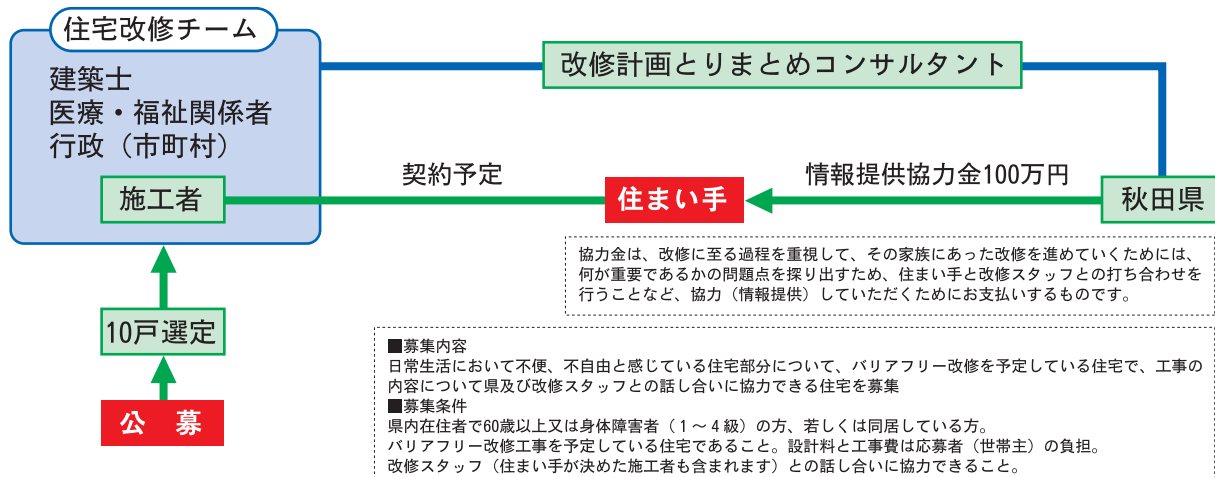 住宅改修チーム
建築士
医療・福祉関係者
行政（市町村）
施工者
改修計画とりまとめコンサルタント
契約予定
住まい手
情報提供協力金100万円
秋田県
協力金は、改修に至る過程を重視して、その家族にあった改修を進めていくためには、
何が重要であるかの問題点を探り出すため、住まい手と改修スタッフとの打ち合わせを
行うことなど、協力（情報提供）していただくためにお支払いするものです。
10戸選定
公　募
■募集内容
日常生活において不便、不自由と感じている住宅部分について、バリアフリー改修を予定している住宅で、工事の
内容について県及び改修スタッフとの話し合いに協力できる住宅を募集
■募集条件
県内在住者で60歳以上又は身体障害者（１～４級）の方、若しくは同居している方。
バリアフリー改修工事を予定している住宅であること。設計料と工事費は応募者（世帯主）の負担。
改修スタッフ（住まい手が決めた施工者も含まれます）との話し合いに協力できること。